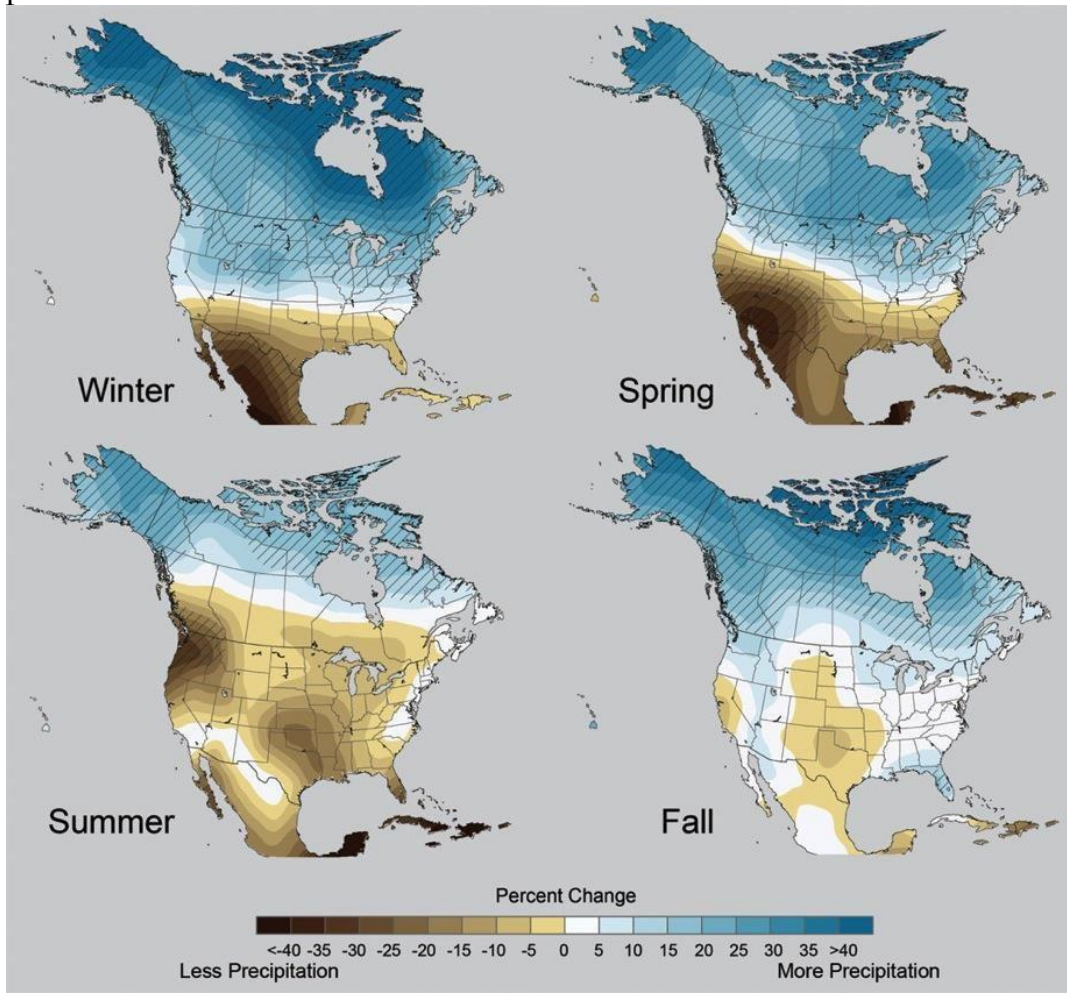 Winter
Spring
Summer
Fall
Percent Change
<-40 -35 -30 -25 -20 -15 -10 -5 0 5 10 15 20 25 30 35 >40
Less Precipitation
More Precipitation